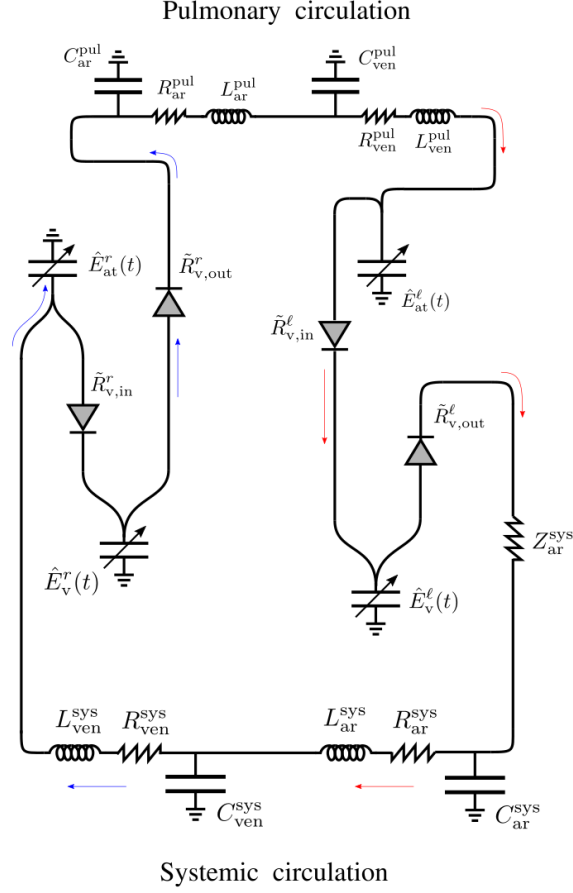 Pulmonary circulation
C_ar^pul
C_ven^pul
R_ar^pul
L_ar^pul
R_ven^pul
L_ven^pul
Ê_at^r(t)
R̃_v,out^r
Ê_at^ℓ(t)
R̃_v,in^ℓ
R̃_v,in^r
R̃_v,out^ℓ
Z_ar^sys
Ê_v^r(t)
Ê_v^ℓ(t)
L_ven^sys
R_ven^sys
L_ar^sys
R_ar^sys
C_ven^sys
C_ar^sys
Systemic circulation